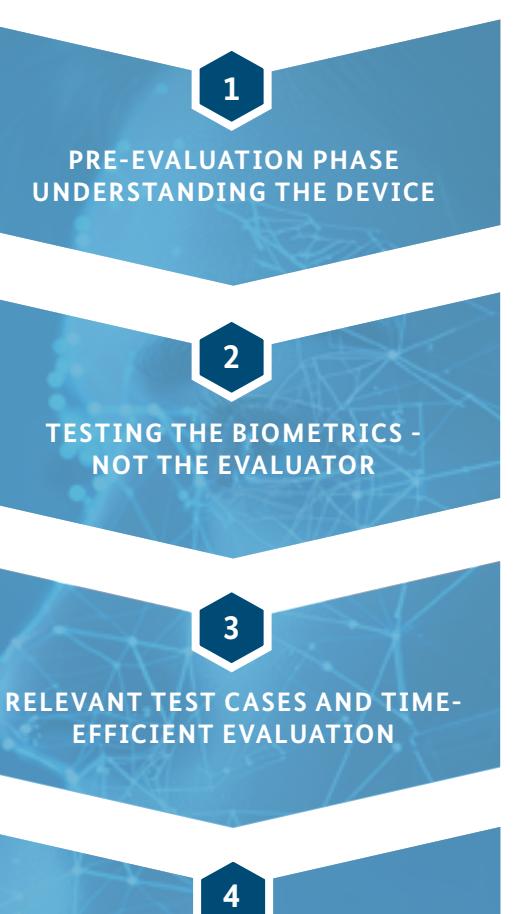 1
PRE-EVALUATION PHASE
UNDERSTANDING THE DEVICE
2
TESTING THE BIOMETRICS -
NOT THE EVALUATOR
3
RELEVANT TEST CASES AND TIME-
EFFICIENT EVALUATION
4